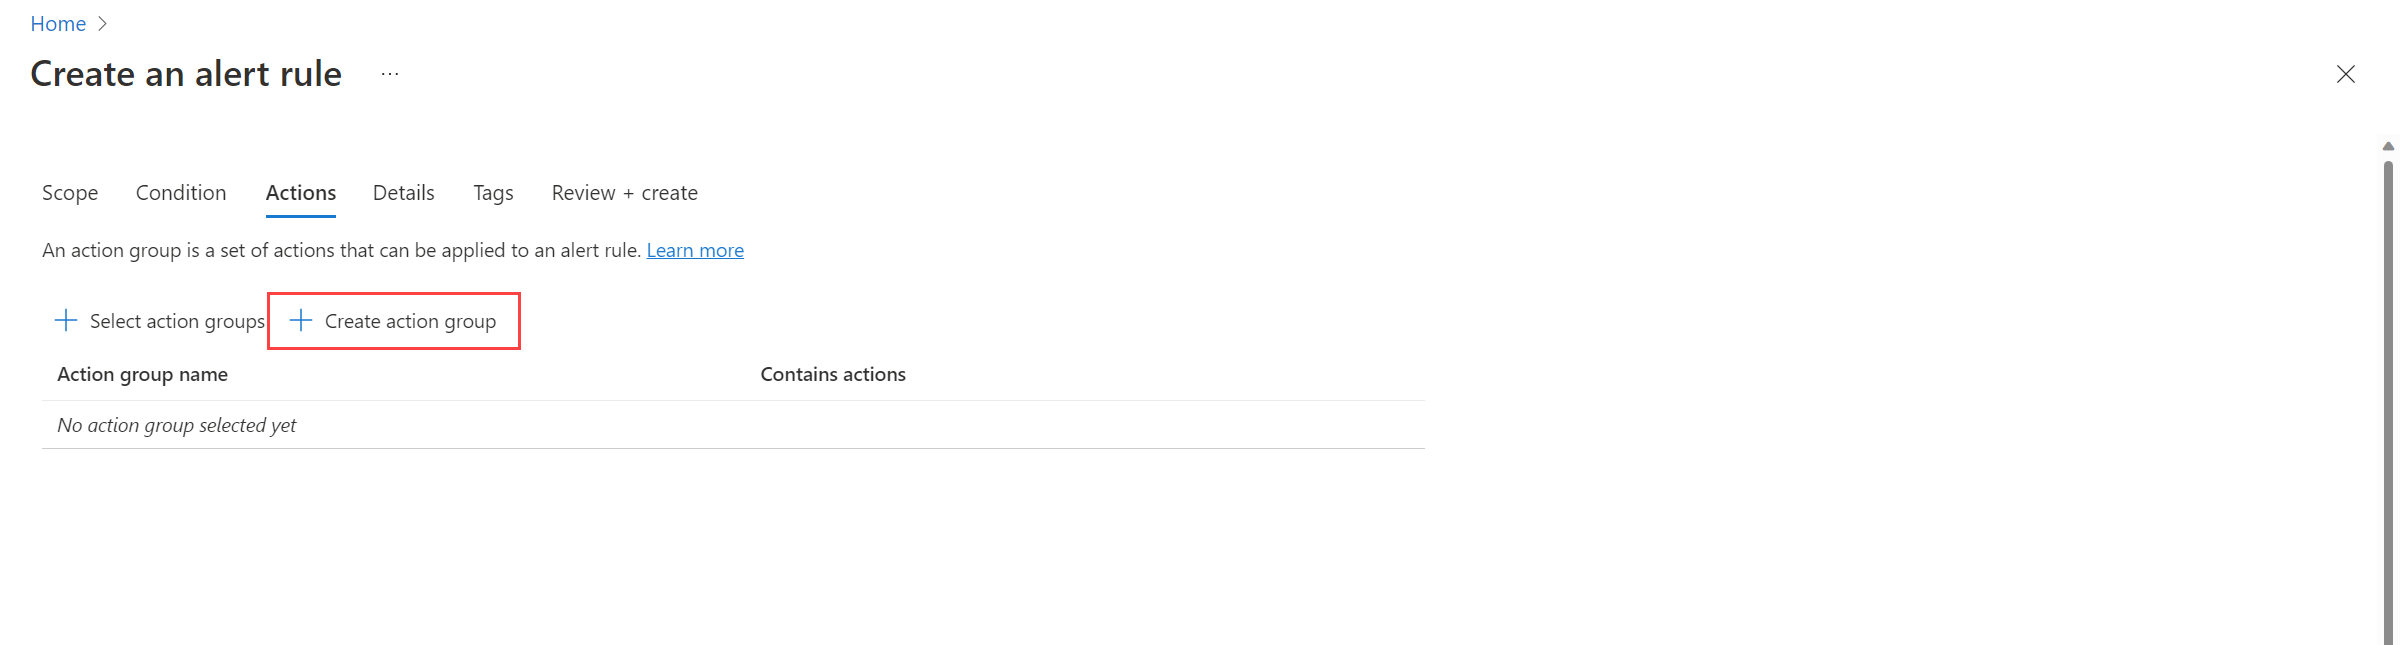 Home
Create an alert rule ...
Scope Condition Actions Details Tags Review + create
An action group is a set of actions that can be applied to an alert rule. Learn more
Select action groups Create action group
Action group name Contains actions
No action group selected yet